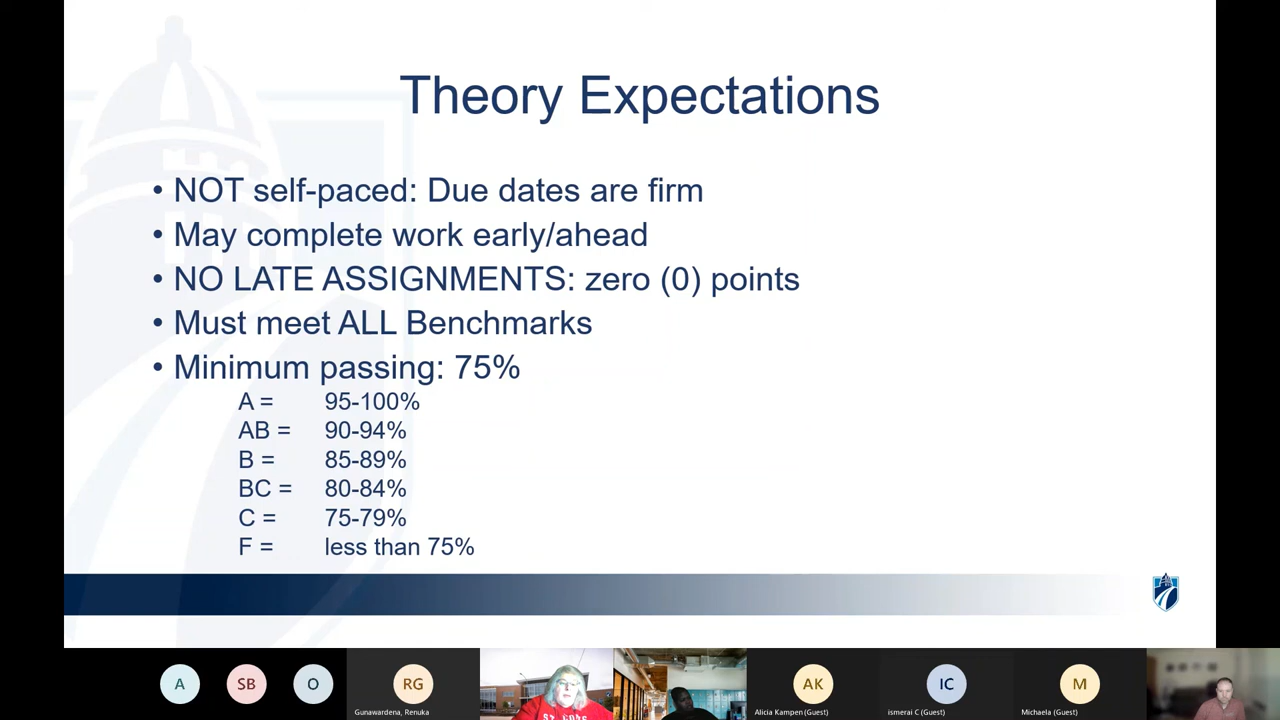 Theory Expectations
• NOT self-paced: Due dates are firm
• May complete work early/ahead
• NO LATE ASSIGNMENTS: zero (0) points
• Must meet ALL Benchmarks
• Minimum passing: 75%
A = 95-100%
AB = 90-94%
B = 85-89%
BC = 80-84%
C = 75-79%
F = less than 75%
A SB O RG AK IC M
Gunawardena, Renuka Alicia Kampen (Guest) ismerai C (Guest) Michaela (Guest)